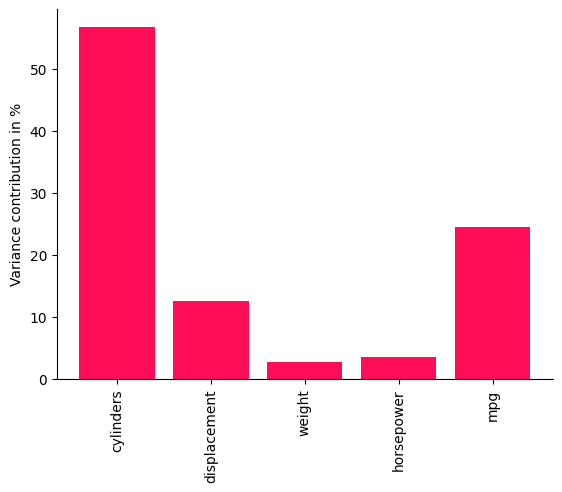 Variance contribution in %
50
40
30
20
10
0
cylinders
displacement
weight
horsepower
mpg